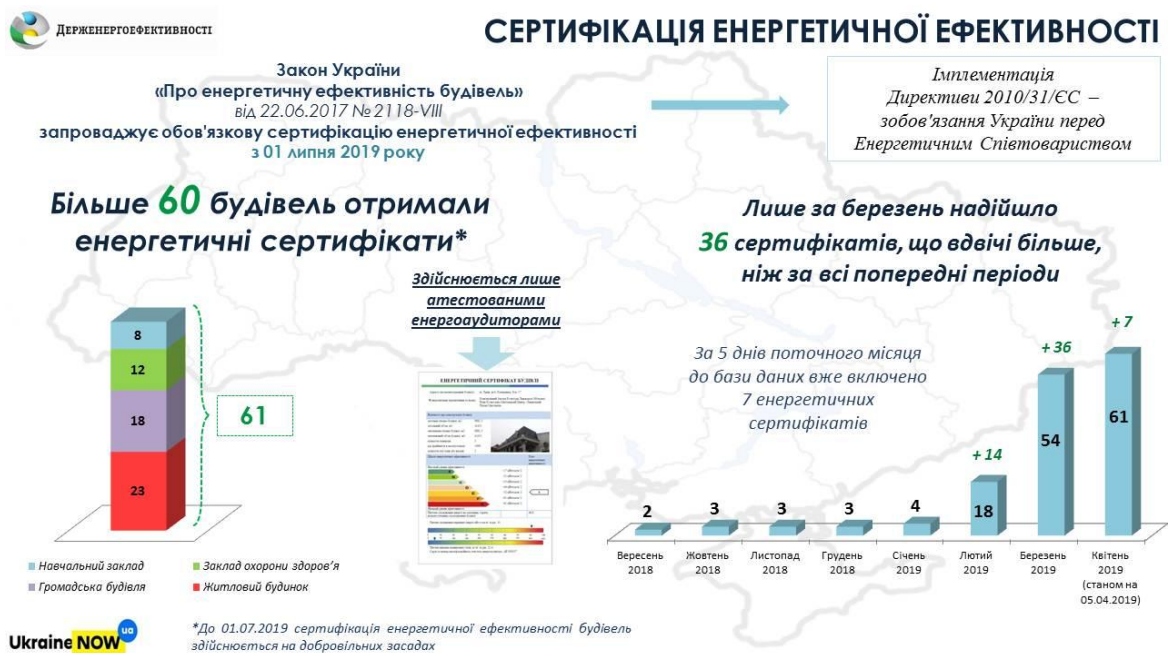 ДЕРЖЕНЕРГОЕФЕКТИВНОСТІ
СЕРТИФІКАЦІЯ ЕНЕРГЕТИЧНОЇ ЕФЕКТИВНОСТІ
Закон України
«Про енергетичну ефективність будівель»
від 22.06.2017 № 2118-VIII
запроваджує обов'язкову сертифікацію енергетичної ефективності
з 01 липня 2019 року
Імплементація
Директиви 2010/31/ЄС –
зобов'язання України перед
Енергетичним Співтовариством
Більше 60 будівель отримали
енергетичні сертифікати*
Здійснюється лише
атестованими
енергоаудиторами
ЕНЕРГЕТИЧНИЙ СЕРТИФІКАТ БУДІВЛІ
8
12
18
23
61
Навчальний заклад
Заклад охорони здоров’я
Громадська будівля
Житловий будинок
Лише за березень надійшло
36 сертифікатів, що вдвічі більше,
ніж за всі попередні періоди
За 5 днів поточного місяця
до бази даних вже включено
7 енергетичних
сертифікатів
+ 14
+ 36
+ 7
2
3
3
3
4
18
54
61
Вересень
2018
Жовтень
2018
Листопад
2018
Грудень
2018
Січень
2019
Лютий
2019
Березень
2019
Квітень
2019
(станом на
05.04.2019)
Ukraine NOW ua
*До 01.07.2019 сертифікація енергетичної ефективності будівель
здійснюється на добровільних засадах